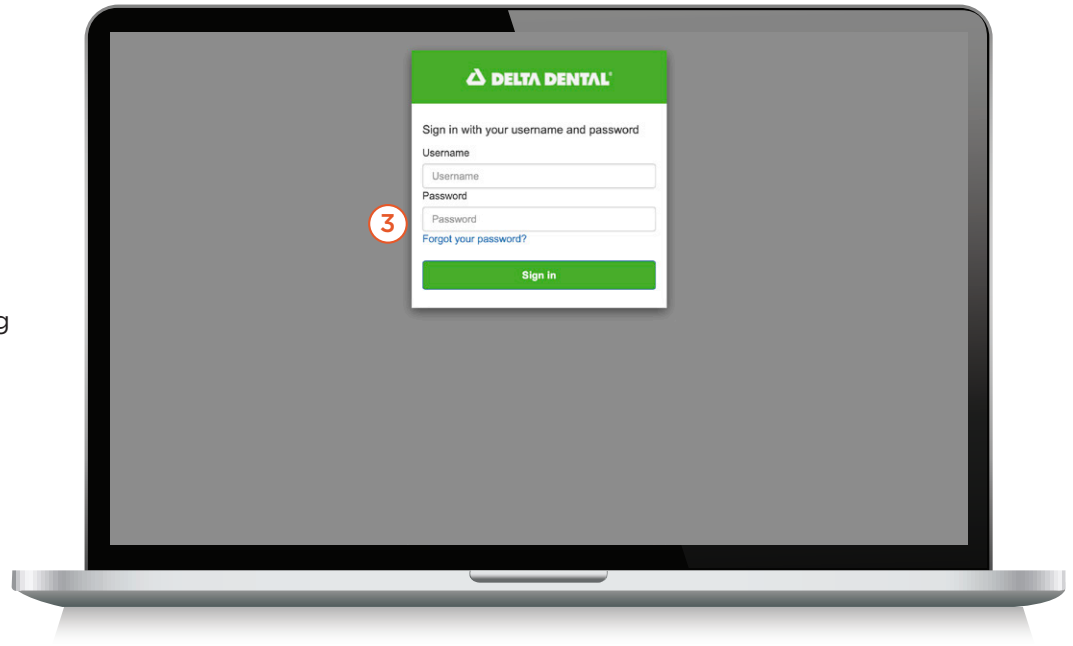 DELTA DENTAL®
Sign in with your username and password
Username
Username
Password
3
Password
Forgot your password?
Sign in
g